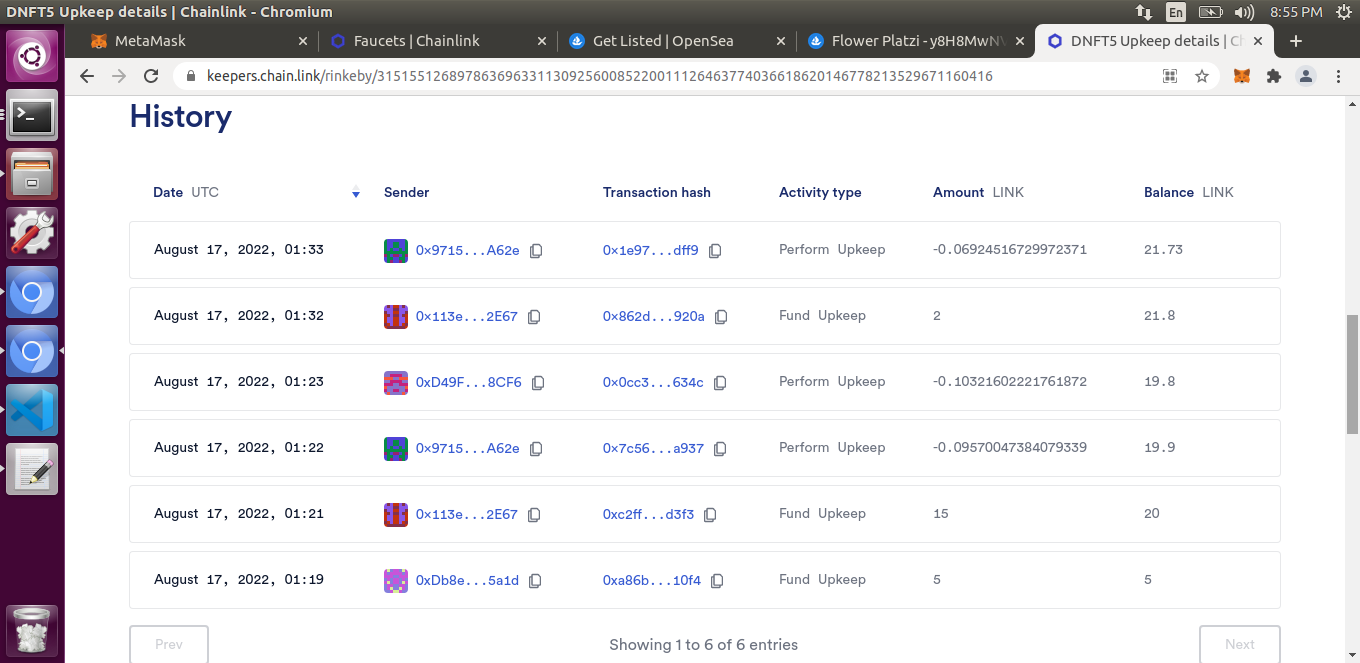 DNFT5 Upkeep details | Chainlink - Chromium
En
8:55 PM
MetaMask
Faucets | Chainlink
Get Listed | OpenSea
Flower Platzi - y8H8MwN
DNFT5 Upkeep details | Ch
keepers.chain.link/rinkeby/31515512689786369633113092560085220011126463774036618620146778213529671160416
History
Date UTC Sender Transaction hash Activity type Amount LINK Balance LINK
August 17, 2022, 01:33 0x9715...A62e 0x1e97...dff9 Perform Upkeep -0.06924516729972371 21.73
August 17, 2022, 01:32 0x113e...2E67 0x862d...920a Fund Upkeep 2 21.8
August 17, 2022, 01:23 0xD49F...8CF6 0x0cc3...634c Perform Upkeep -0.10321602221761872 19.8
August 17, 2022, 01:22 0x9715...A62e 0x7c56...a937 Perform Upkeep -0.09570047384079339 19.9
August 17, 2022, 01:21 0x113e...2E67 0xc2ff...d3f3 Fund Upkeep 15 20
August 17, 2022, 01:19 0xDb8e...5a1d 0xa86b...10f4 Fund Upkeep 5 5
Prev
Showing 1 to 6 of 6 entries
Next